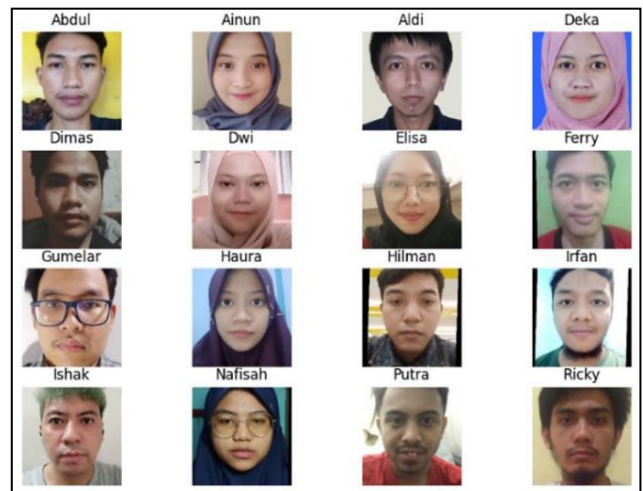 Abdul Ainun Aldi Deka
Dimas Dwi Elisa Ferry
Gumelar Haura Hilman Irfan
Ishak Nafisah Putra Ricky